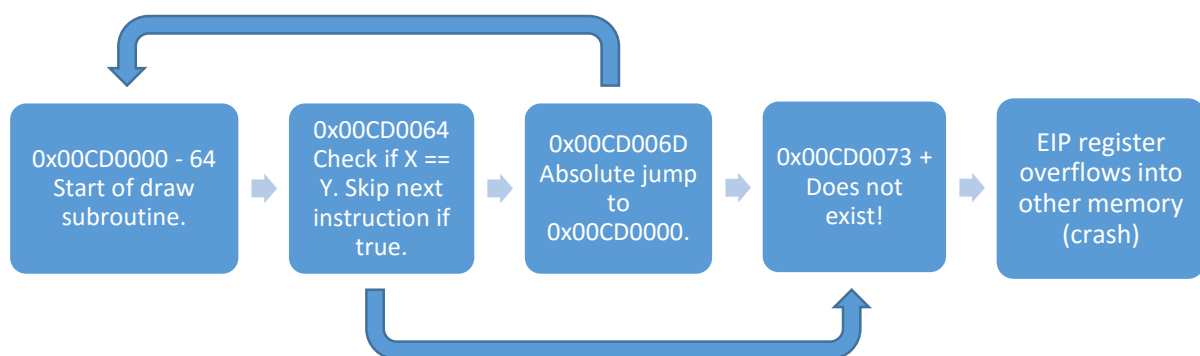 0x00CD0000 - 64
Start of draw
subroutine.
0x00CD0064
Check if X ==
Y. Skip next
instruction if
true.
0x00CD006D
Absolute jump
to
0x00CD0000.
0x00CD0073 +
Does not
exist!
EIP register
overflows into
other memory
(crash)